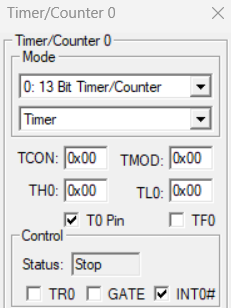 Timer/Counter 0
Timer/Counter 0
Mode
0: 13 Bit Timer/Counter
Timer
TCON: 0x00 TMOD: 0x00
TH0: 0x00 TL0: 0x00
T0 Pin TF0
Control
Status: Stop
TR0 GATE INT0#